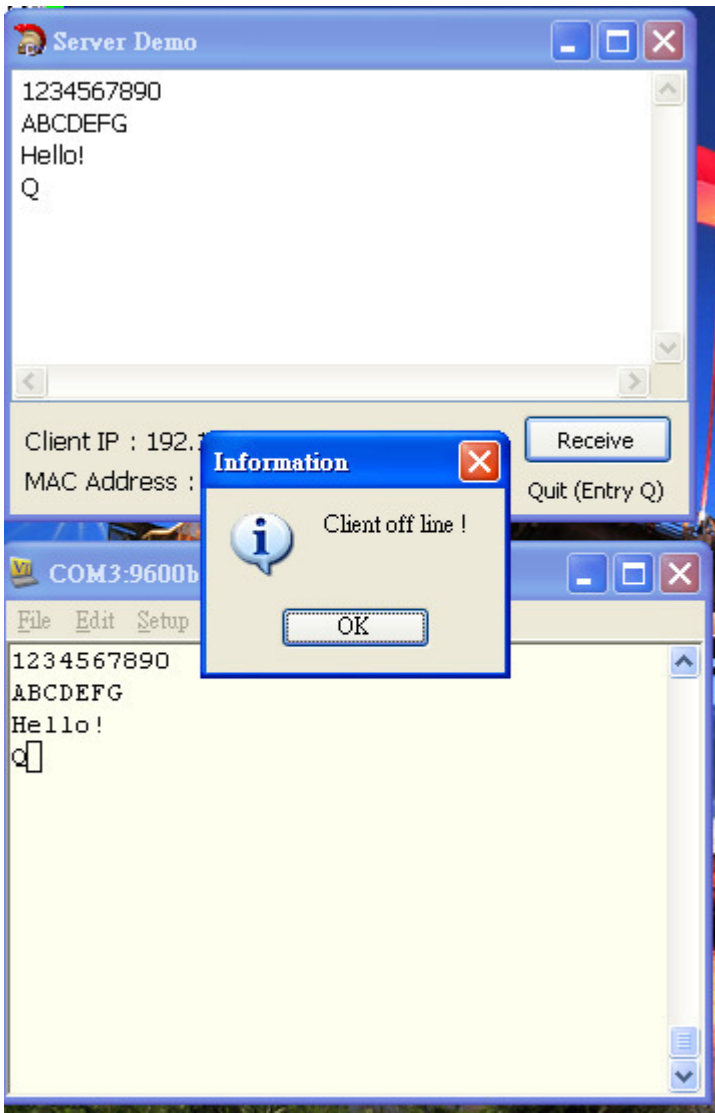 Server Demo
1234567890
ABCDEFG
Hello!
Q
Client IP : 192.1
Receive
MAC Address :
Quit (Entry Q)
Information
Client off line !
OK
COM3:9600b
File Edit Setup
1234567890
ABCDEFG
Hello!
Q